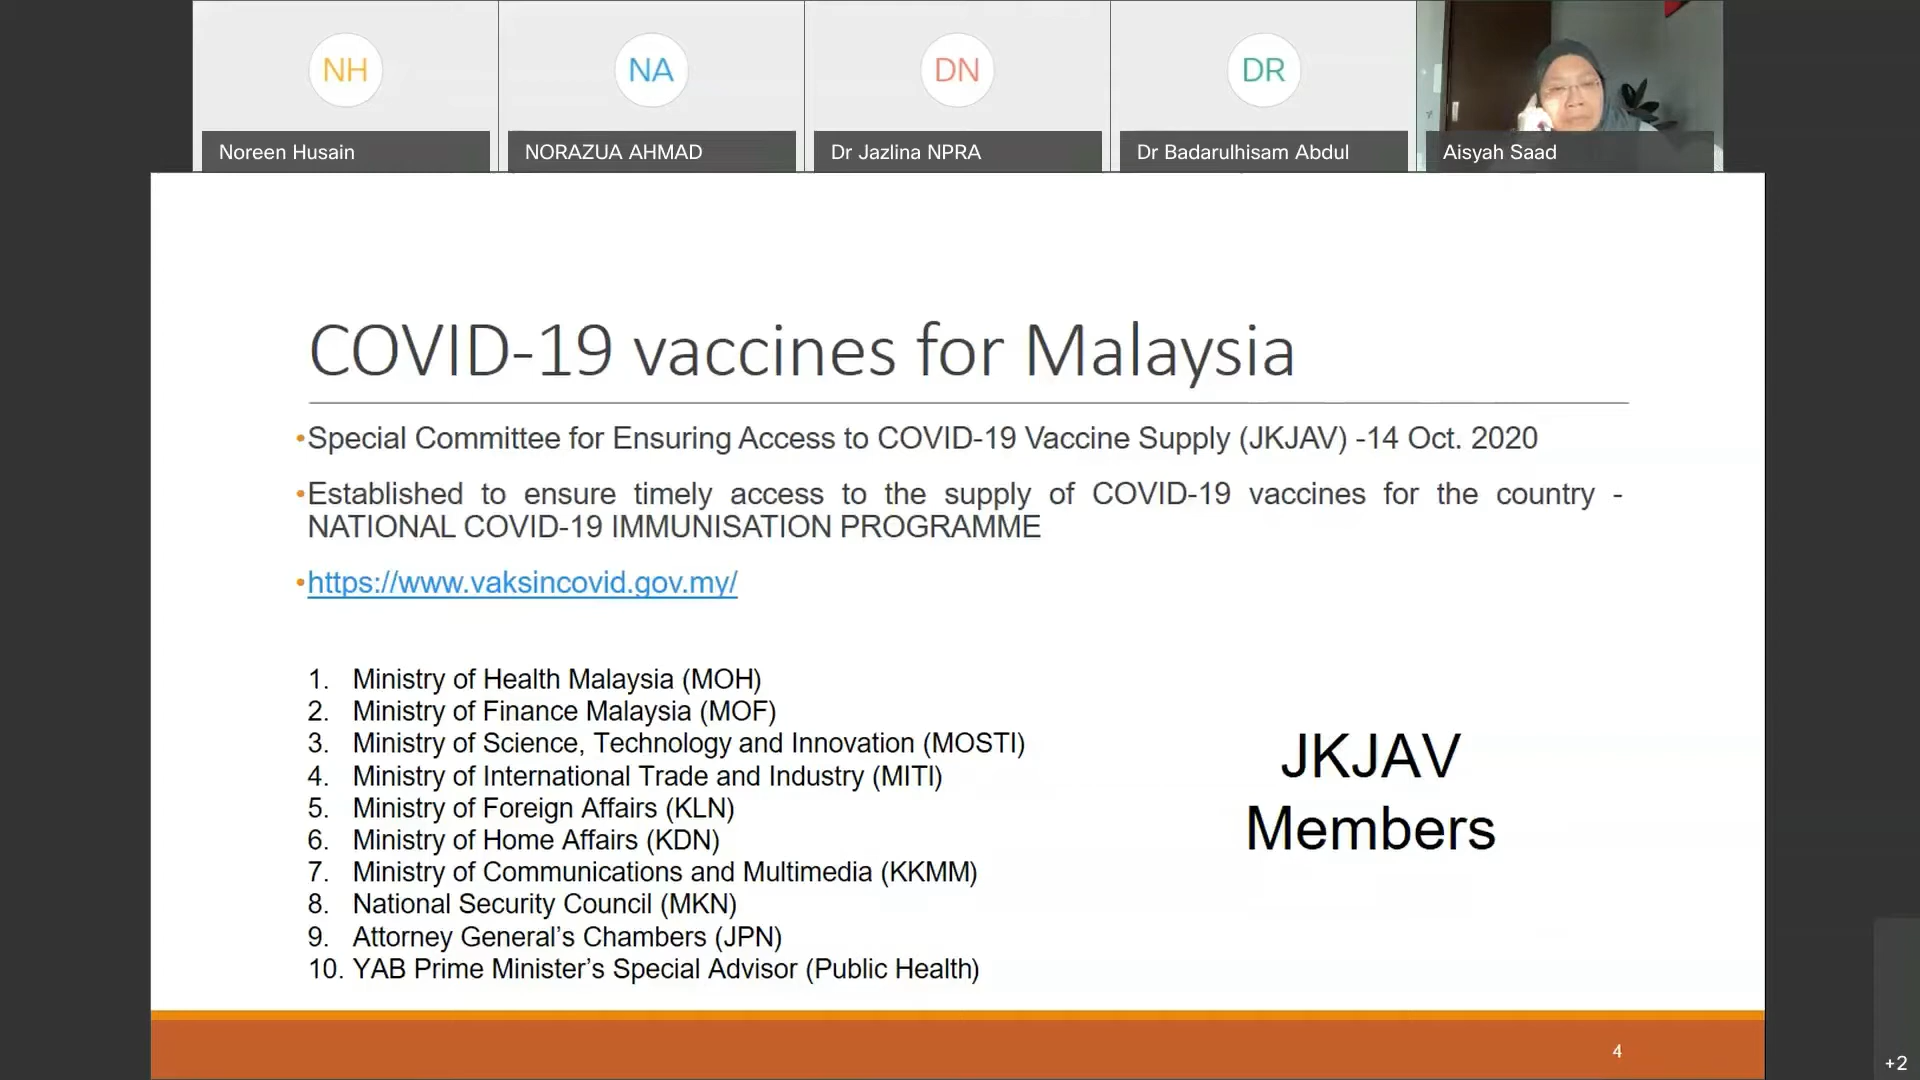 NH
NA
DN
DR
Noreen Husain
NORAZUA AHMAD
Dr Jazlina NPRA
Dr Badarulhisam Abdul
Aisyah Saad
COVID-19 vaccines for Malaysia
•Special Committee for Ensuring Access to COVID-19 Vaccine Supply (JKJAV) -14 Oct. 2020
•Established to ensure timely access to the supply of COVID-19 vaccines for the country -
NATIONAL COVID-19 IMMUNISATION PROGRAMME
•https://www.vaksincovid.gov.my/
1. Ministry of Health Malaysia (MOH)
2. Ministry of Finance Malaysia (MOF)
3. Ministry of Science, Technology and Innovation (MOSTI)
4. Ministry of International Trade and Industry (MITI)
5. Ministry of Foreign Affairs (KLN)
6. Ministry of Home Affairs (KDN)
7. Ministry of Communications and Multimedia (KKMM)
8. National Security Council (MKN)
9. Attorney General’s Chambers (JPN)
10. YAB Prime Minister’s Special Advisor (Public Health)
JKJAV
Members
4
+2